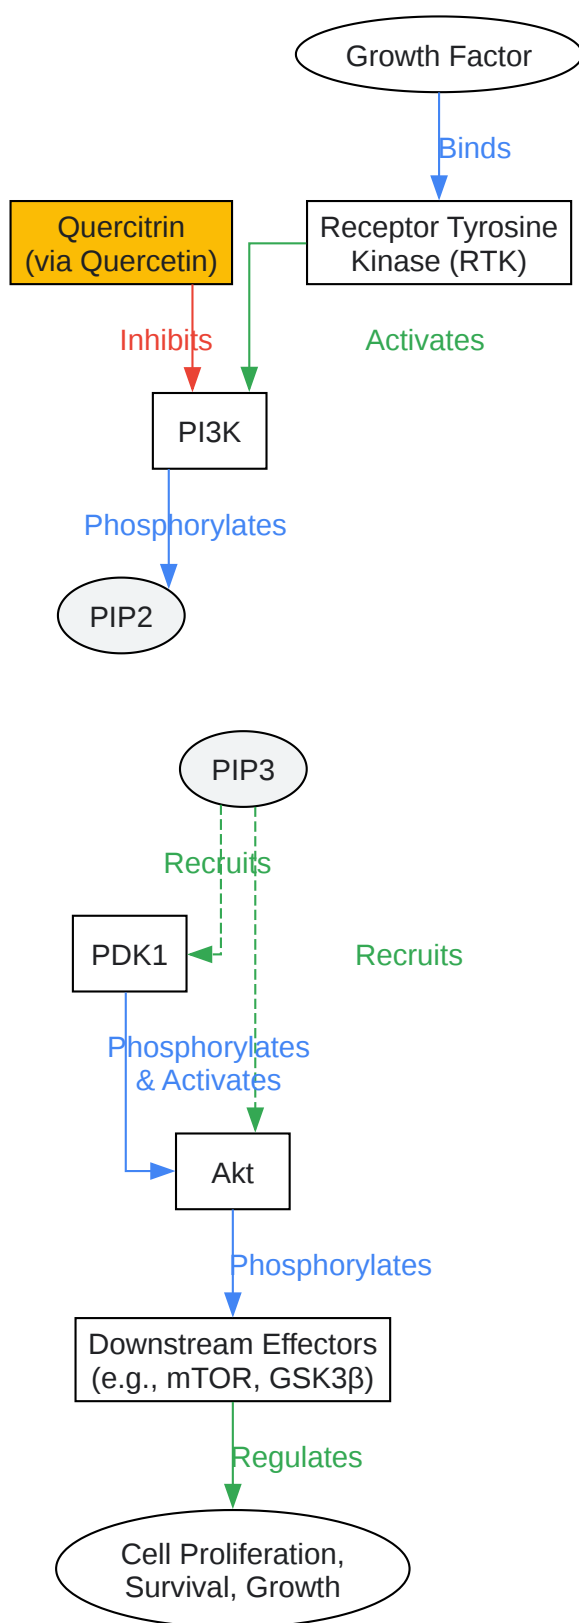 Growth Factor
Binds
Quercitrin
(via Quercetin)
Receptor Tyrosine
Kinase (RTK)
Inhibits
Activates
PI3K
Phosphorylates
PIP2
PIP3
Recruits
PDK1
Recruits
Phosphorylates
& Activates
Akt
Phosphorylates
Downstream Effectors
(e.g., mTOR, GSK3β)
Regulates
Cell Proliferation,
Survival, Growth